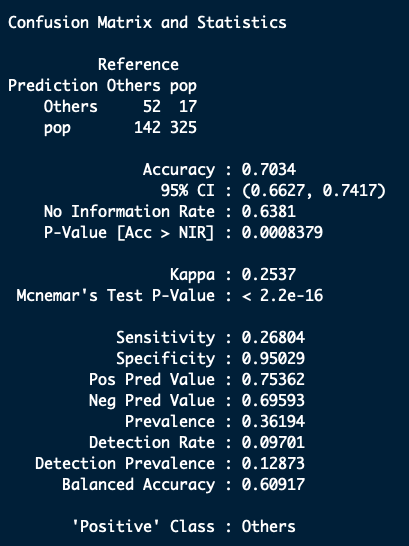 Confusion Matrix and Statistics
Reference
Prediction Others pop
Others 52 17
pop 142 325
Accuracy : 0.7034
95% CI : (0.6627, 0.7417)
No Information Rate : 0.6381
P-Value [Acc > NIR] : 0.0008379
Kappa : 0.2537
Mcnemar's Test P-Value : < 2.2e-16
Sensitivity : 0.26804
Specificity : 0.95029
Pos Pred Value : 0.75362
Neg Pred Value : 0.69593
Prevalence : 0.36194
Detection Rate : 0.09701
Detection Prevalence : 0.12873
Balanced Accuracy : 0.60917
'Positive' Class : Others